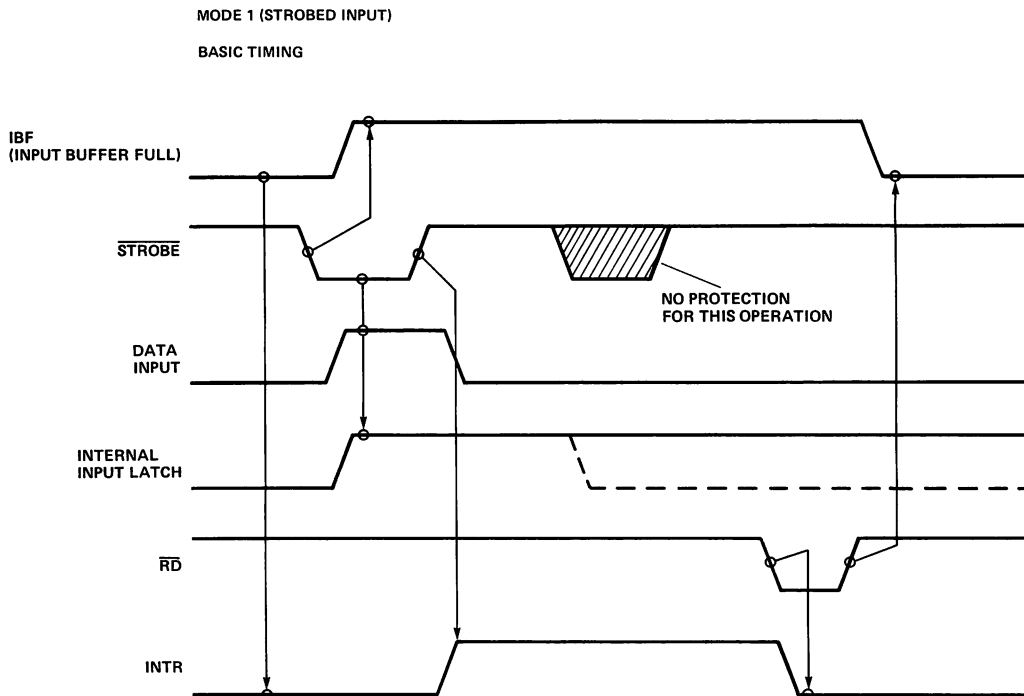 MODE 1 (STROBED INPUT)
BASIC TIMING
IBF
(INPUT BUFFER FULL)
STROBE
NO PROTECTION
FOR THIS OPERATION
DATA
INPUT
INTERNAL
INPUT LATCH
RD
INTR